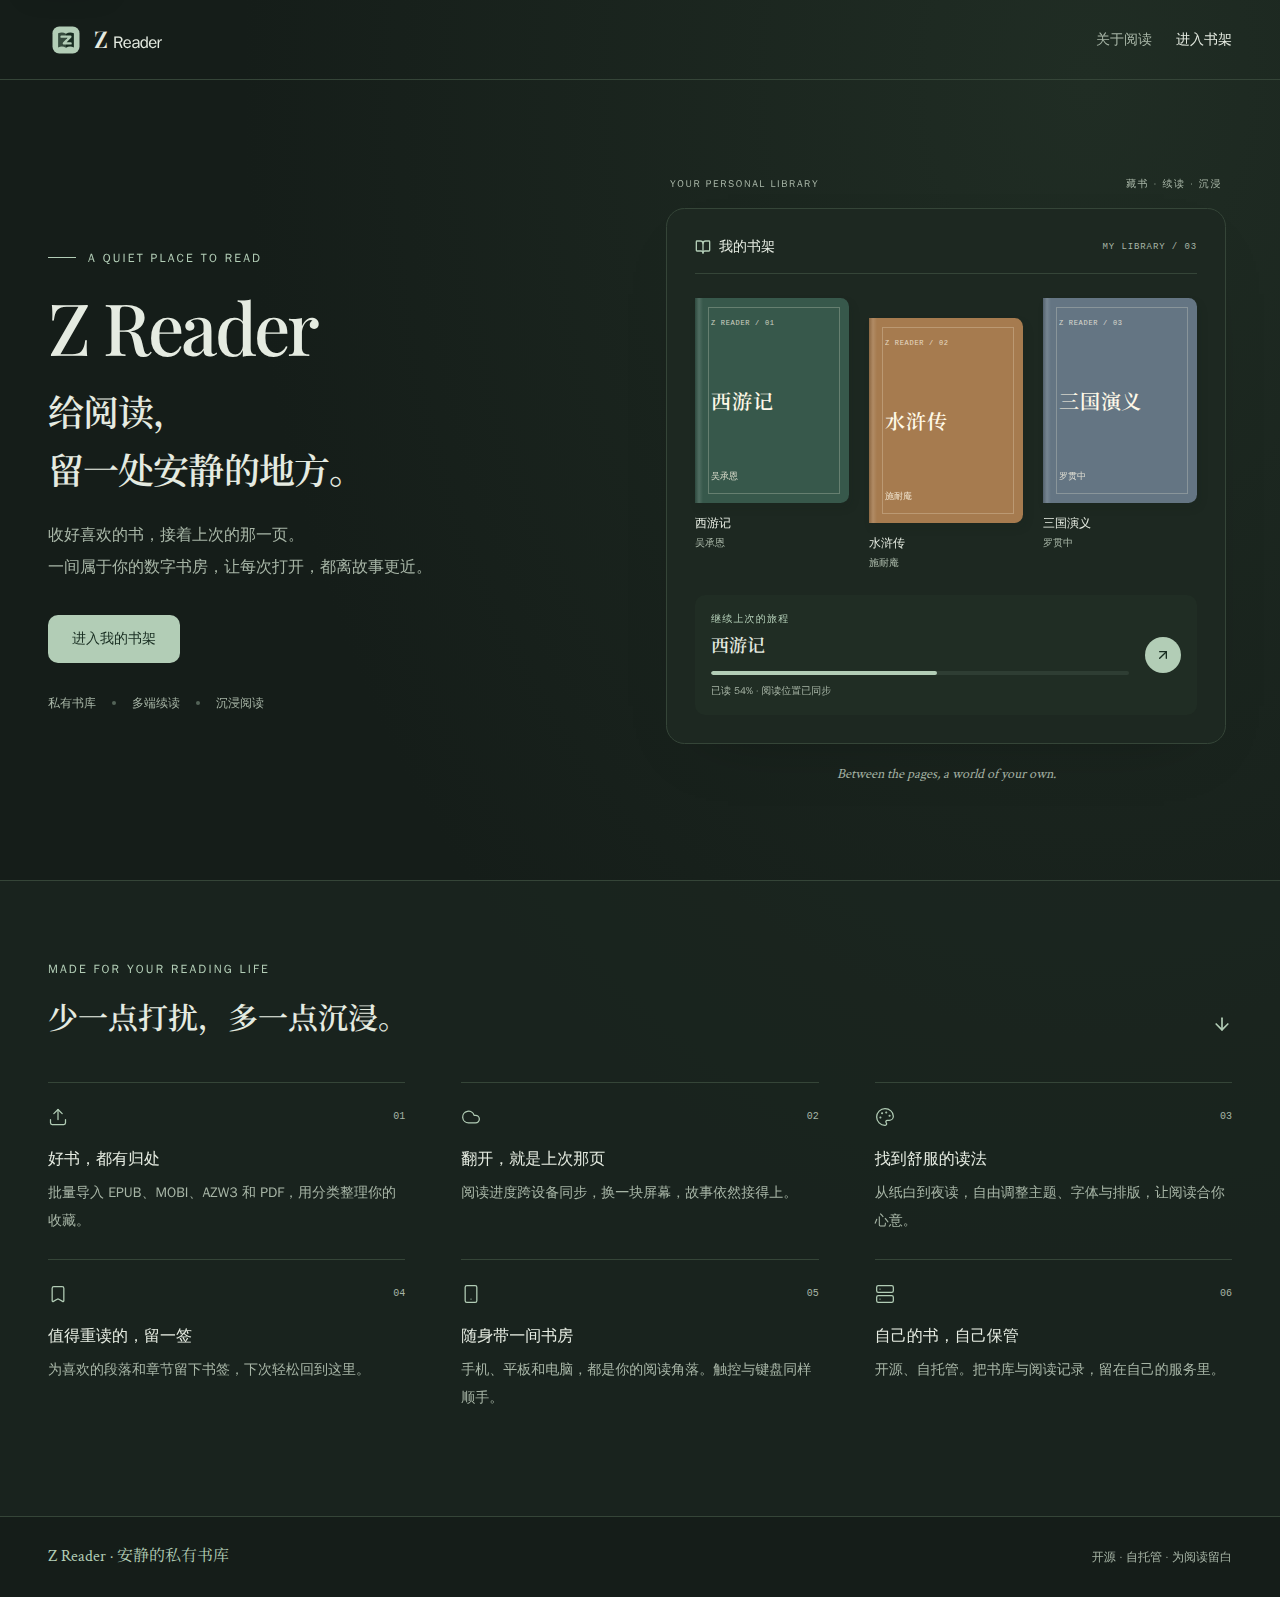 Z Reader
关于阅读
进入书架
A QUIET PLACE TO READ
Z Reader
给阅读，
留一处安静的地方。
收好喜欢的书，接着上次的那一页。
一间属于你的数字书房，让每次打开，都离故事更近。
进入我的书架
私有书库 • 多端续读 • 沉浸阅读
YOUR PERSONAL LIBRARY
藏书 · 续读 · 沉浸
我的书架
MY LIBRARY / 03
Z READER / 01
西游记
吴承恩
西游记
吴承恩
Z READER / 02
水浒传
施耐庵
水浒传
施耐庵
Z READER / 03
三国演义
罗贯中
三国演义
罗贯中
继续上次的旅程
西游记
已读 54% · 阅读位置已同步
Between the pages, a world of your own.
MADE FOR YOUR READING LIFE
少一点打扰，多一点沉浸。
01
好书，都有归处
批量导入 EPUB、MOBI、AZW3 和 PDF，用分类整理你的
收藏。
02
翻开，就是上次那页
阅读进度跨设备同步，换一块屏幕，故事依然接得上。
03
找到舒服的读法
从纸白到夜读，自由调整主题、字体与排版，让阅读合你
心意。
04
值得重读的，留一签
为喜欢的段落和章节留下书签，下次轻松回到这里。
05
随身带一间书房
手机、平板和电脑，都是你的阅读角落。触控与键盘同样
顺手。
06
自己的书，自己保管
开源、自托管。把书库与阅读记录，留在自己的服务里。
Z Reader · 安静的私有书库
开源 · 自托管 · 为阅读留白